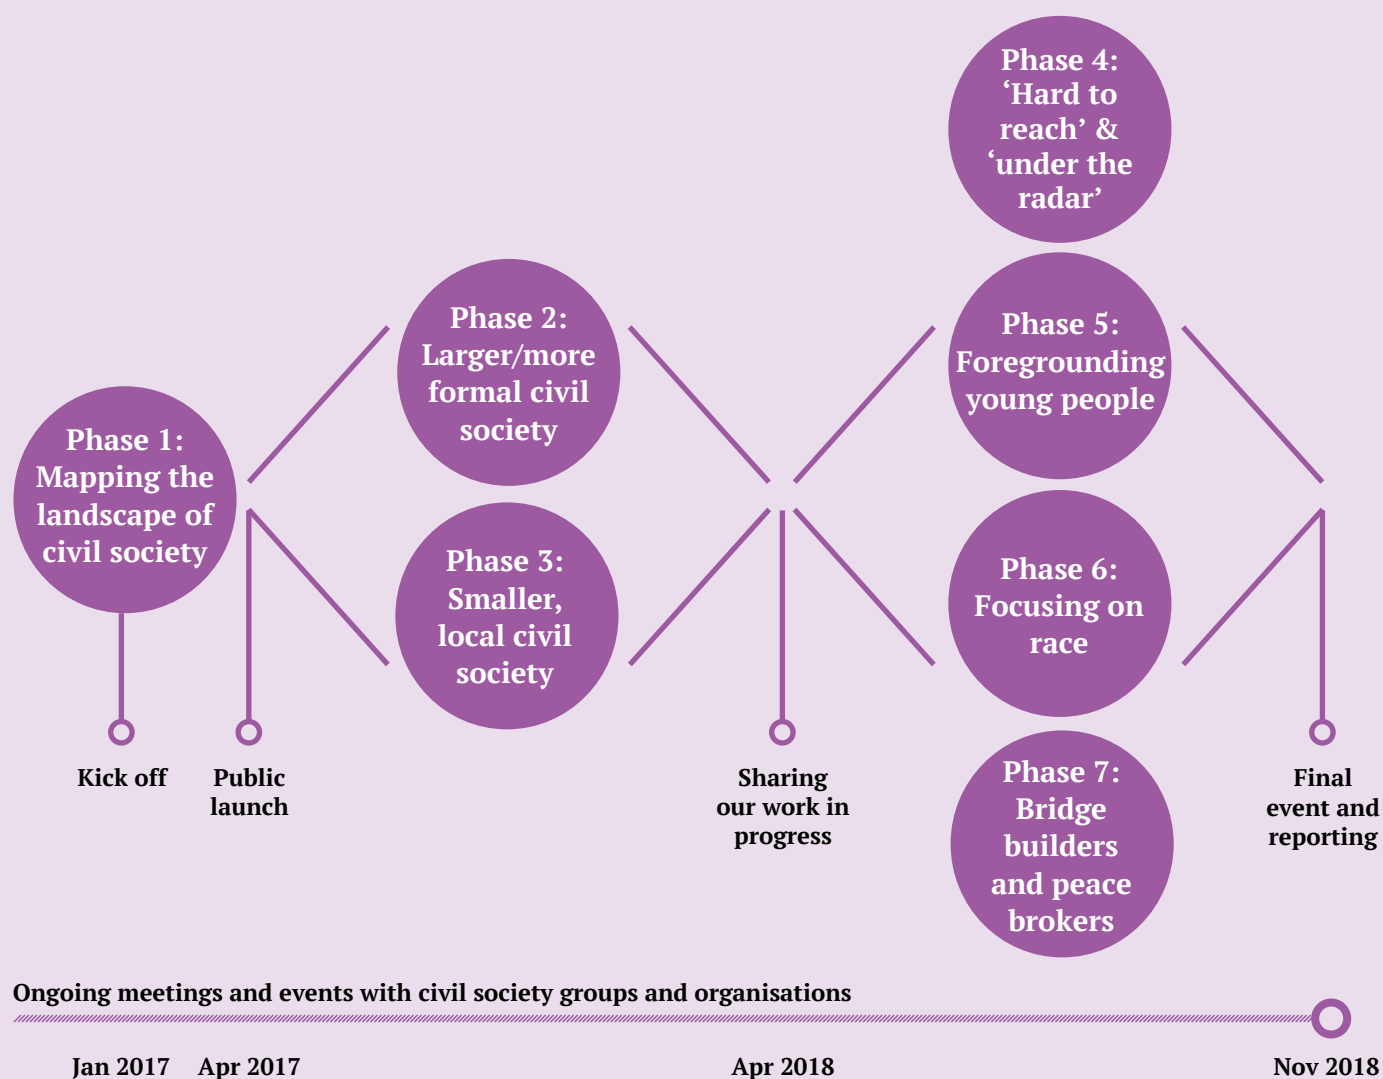 Phase 1:
Mapping the
landscape of
civil society
Phase 2:
Larger/more
formal civil
society
Phase 3:
Smaller,
local civil
society
Phase 4:
‘Hard to
reach’ &
‘under the
radar’
Phase 5:
Foregrounding
young people
Phase 6:
Focusing on
race
Phase 7:
Bridge
builders
and peace
brokers
Kick off
Public
launch
Sharing
our work in
progress
Final
event and
reporting
Ongoing meetings and events with civil society groups and organisations
Jan 2017 Apr 2017 Apr 2018 Nov 2018